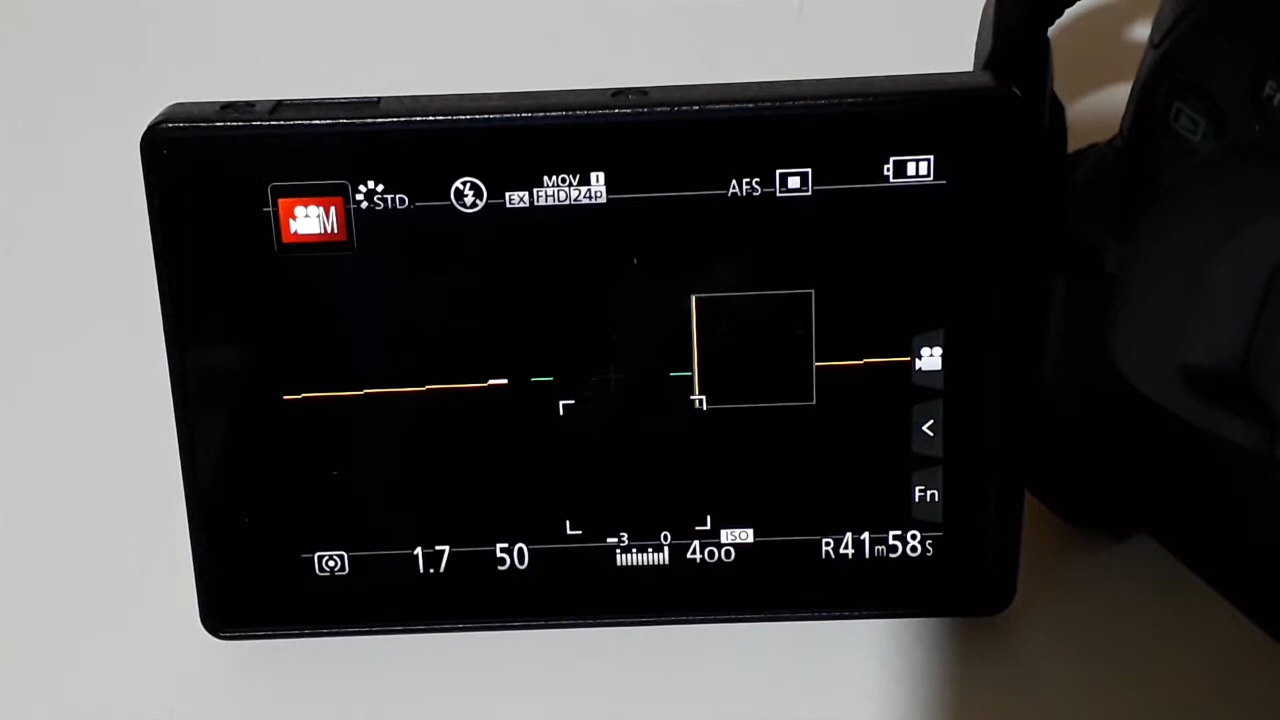 M
STD.
MOV
EX FHD 24p
AFS
<
Fn
1.7 50 -3 0 400 ISO R41m58s